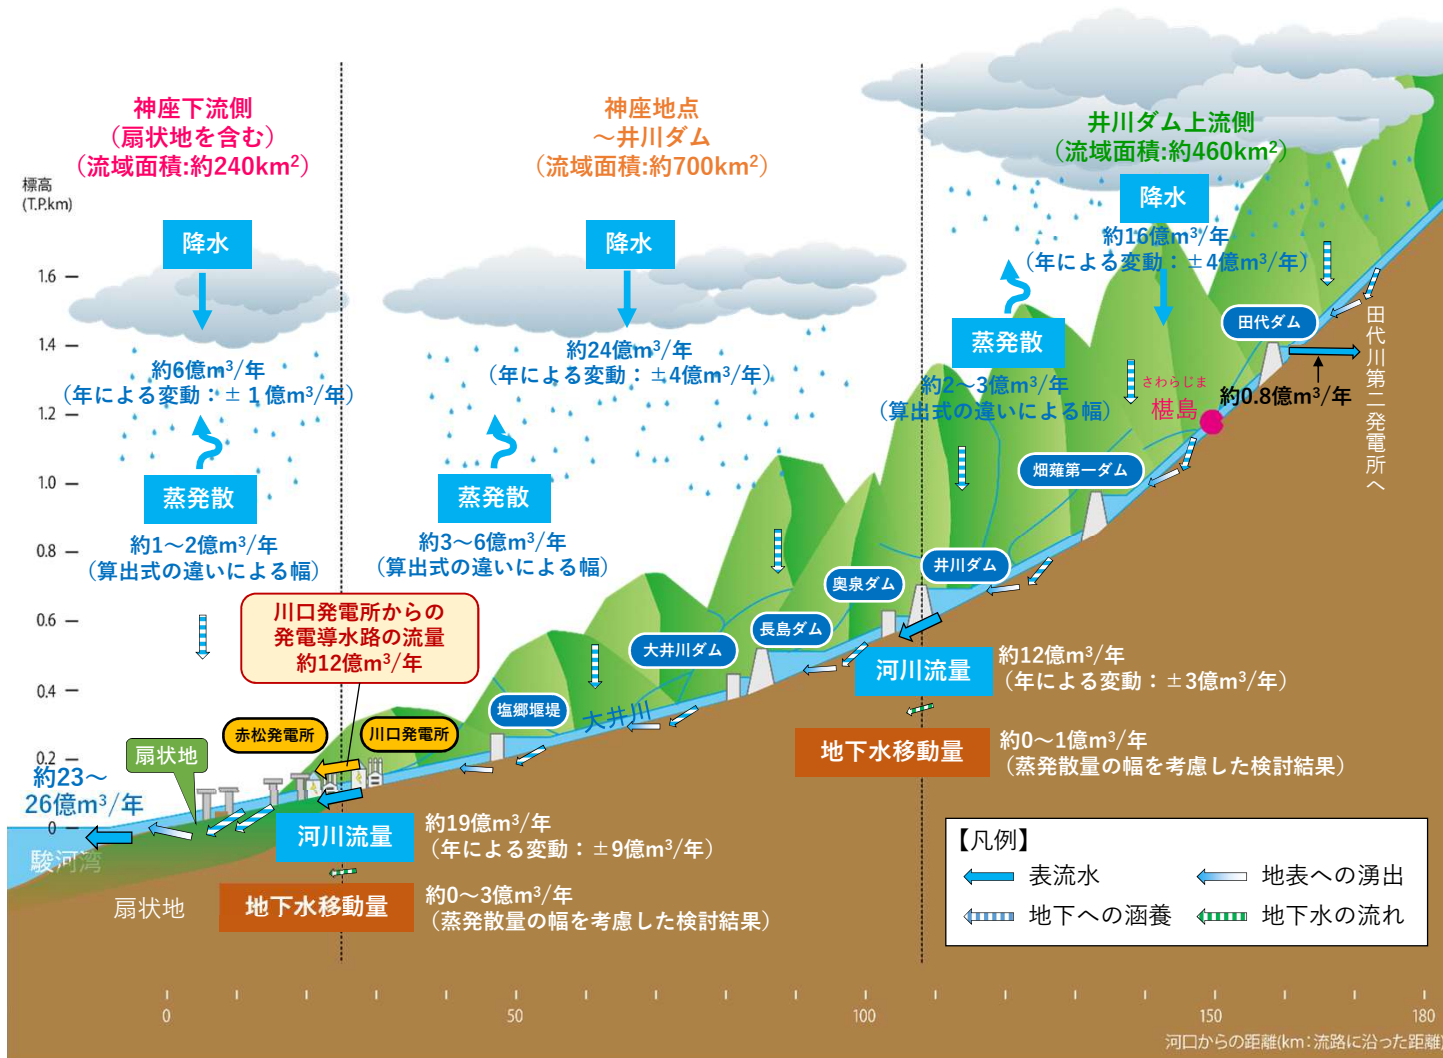 神座下流側
（扇状地を含む）
（流域面積:約240km²）
神座地点
～井川ダム
（流域面積:約700km²）
井川ダム上流側
（流域面積:約460km²）
標高
(T.P.km)
1.6
1.4
1.2
1.0
0.8
0.6
0.4
0.2
0
降水
約6億m³/年
（年による変動：±１億m³/年）
蒸発散
約1～2億m³/年
（算出式の違いによる幅）
降水
約24億m³/年
（年による変動：±4億m³/年）
蒸発散
約3～6億m³/年
（算出式の違いによる幅）
降水
約16億m³/年
（年による変動：±4億m³/年）
蒸発散
約2～3億m³/年
（算出式の違いによる幅）
田代ダム
約0.8億m³/年
田代川第二発電所へ
さわらじま
椹島
畑薙第一ダム
井川ダム
奥泉ダム
長島ダム
大井川ダム
塩郷堰堤
大井川
川口発電所からの
発電導水路の流量
約12億m³/年
赤松発電所
川口発電所
扇状地
約23～
26億m³/年
駿河湾
扇状地
河川流量
約12億m³/年
（年による変動：±3億m³/年）
地下水移動量
約0～1億m³/年
（蒸発散量の幅を考慮した検討結果）
河川流量
約19億m³/年
（年による変動：±9億m³/年）
地下水移動量
約0～3億m³/年
（蒸発散量の幅を考慮した検討結果）
【凡例】
表流水
地表への湧出
地下への涵養
地下水の流れ
0
50
100
150
180
河口からの距離(km：流路に沿った距離)